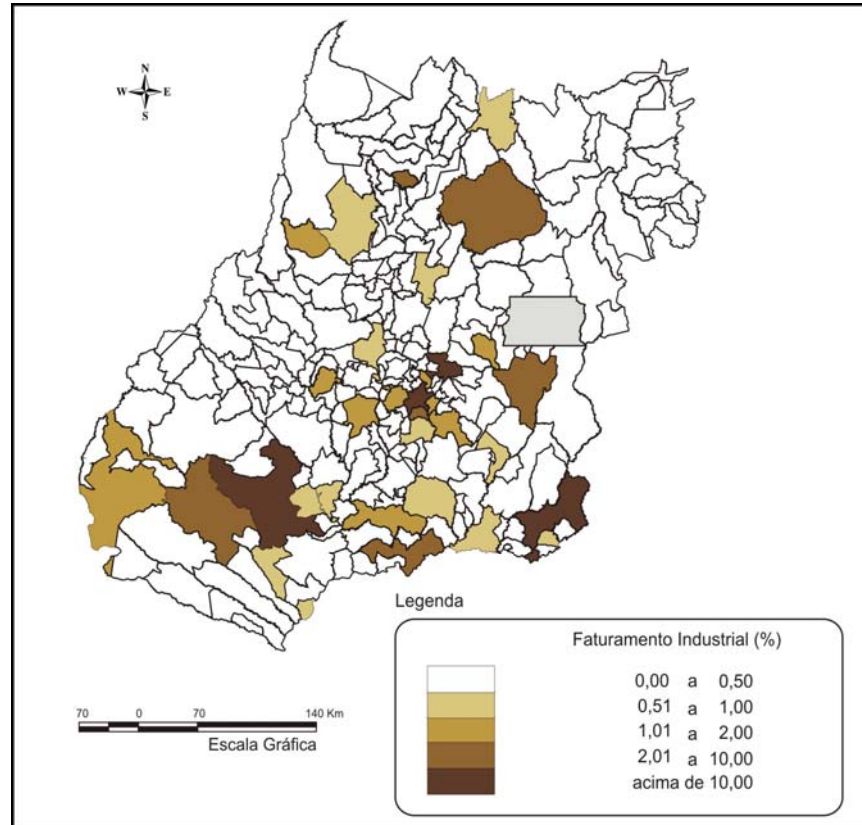 N
W E
S
Legenda
Faturamento Industrial (%)
0,00 a 0,50
0,51 a 1,00
1,01 a 2,00
2,01 a 10,00
acima de 10,00
70 0 70 140 Km
Escala Gráfica